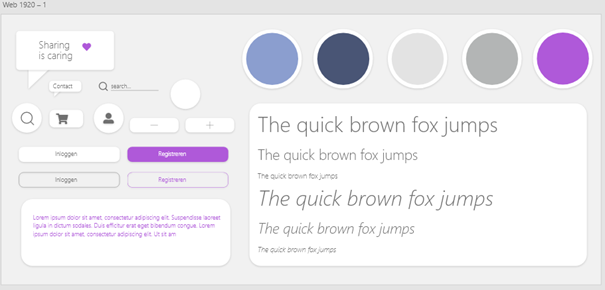 Web 1920 – 1
Sharing
is caring
Contact
search...
Inloggen
Registreren
Inloggen
Registreren
Lorem ipsum dolor sit amet, consectetur adipiscing elit. Suspendisse laoreet
ligula in dictum sodales. Duis efficitur erat eget bibendum congue. Lorem
ipsum dolor sit amet, consectetur adipiscing elit. Ut sit am
The quick brown fox jumps
The quick brown fox jumps
The quick brown fox jumps
The quick brown fox jumps
The quick brown fox jumps
The quick brown fox jumps